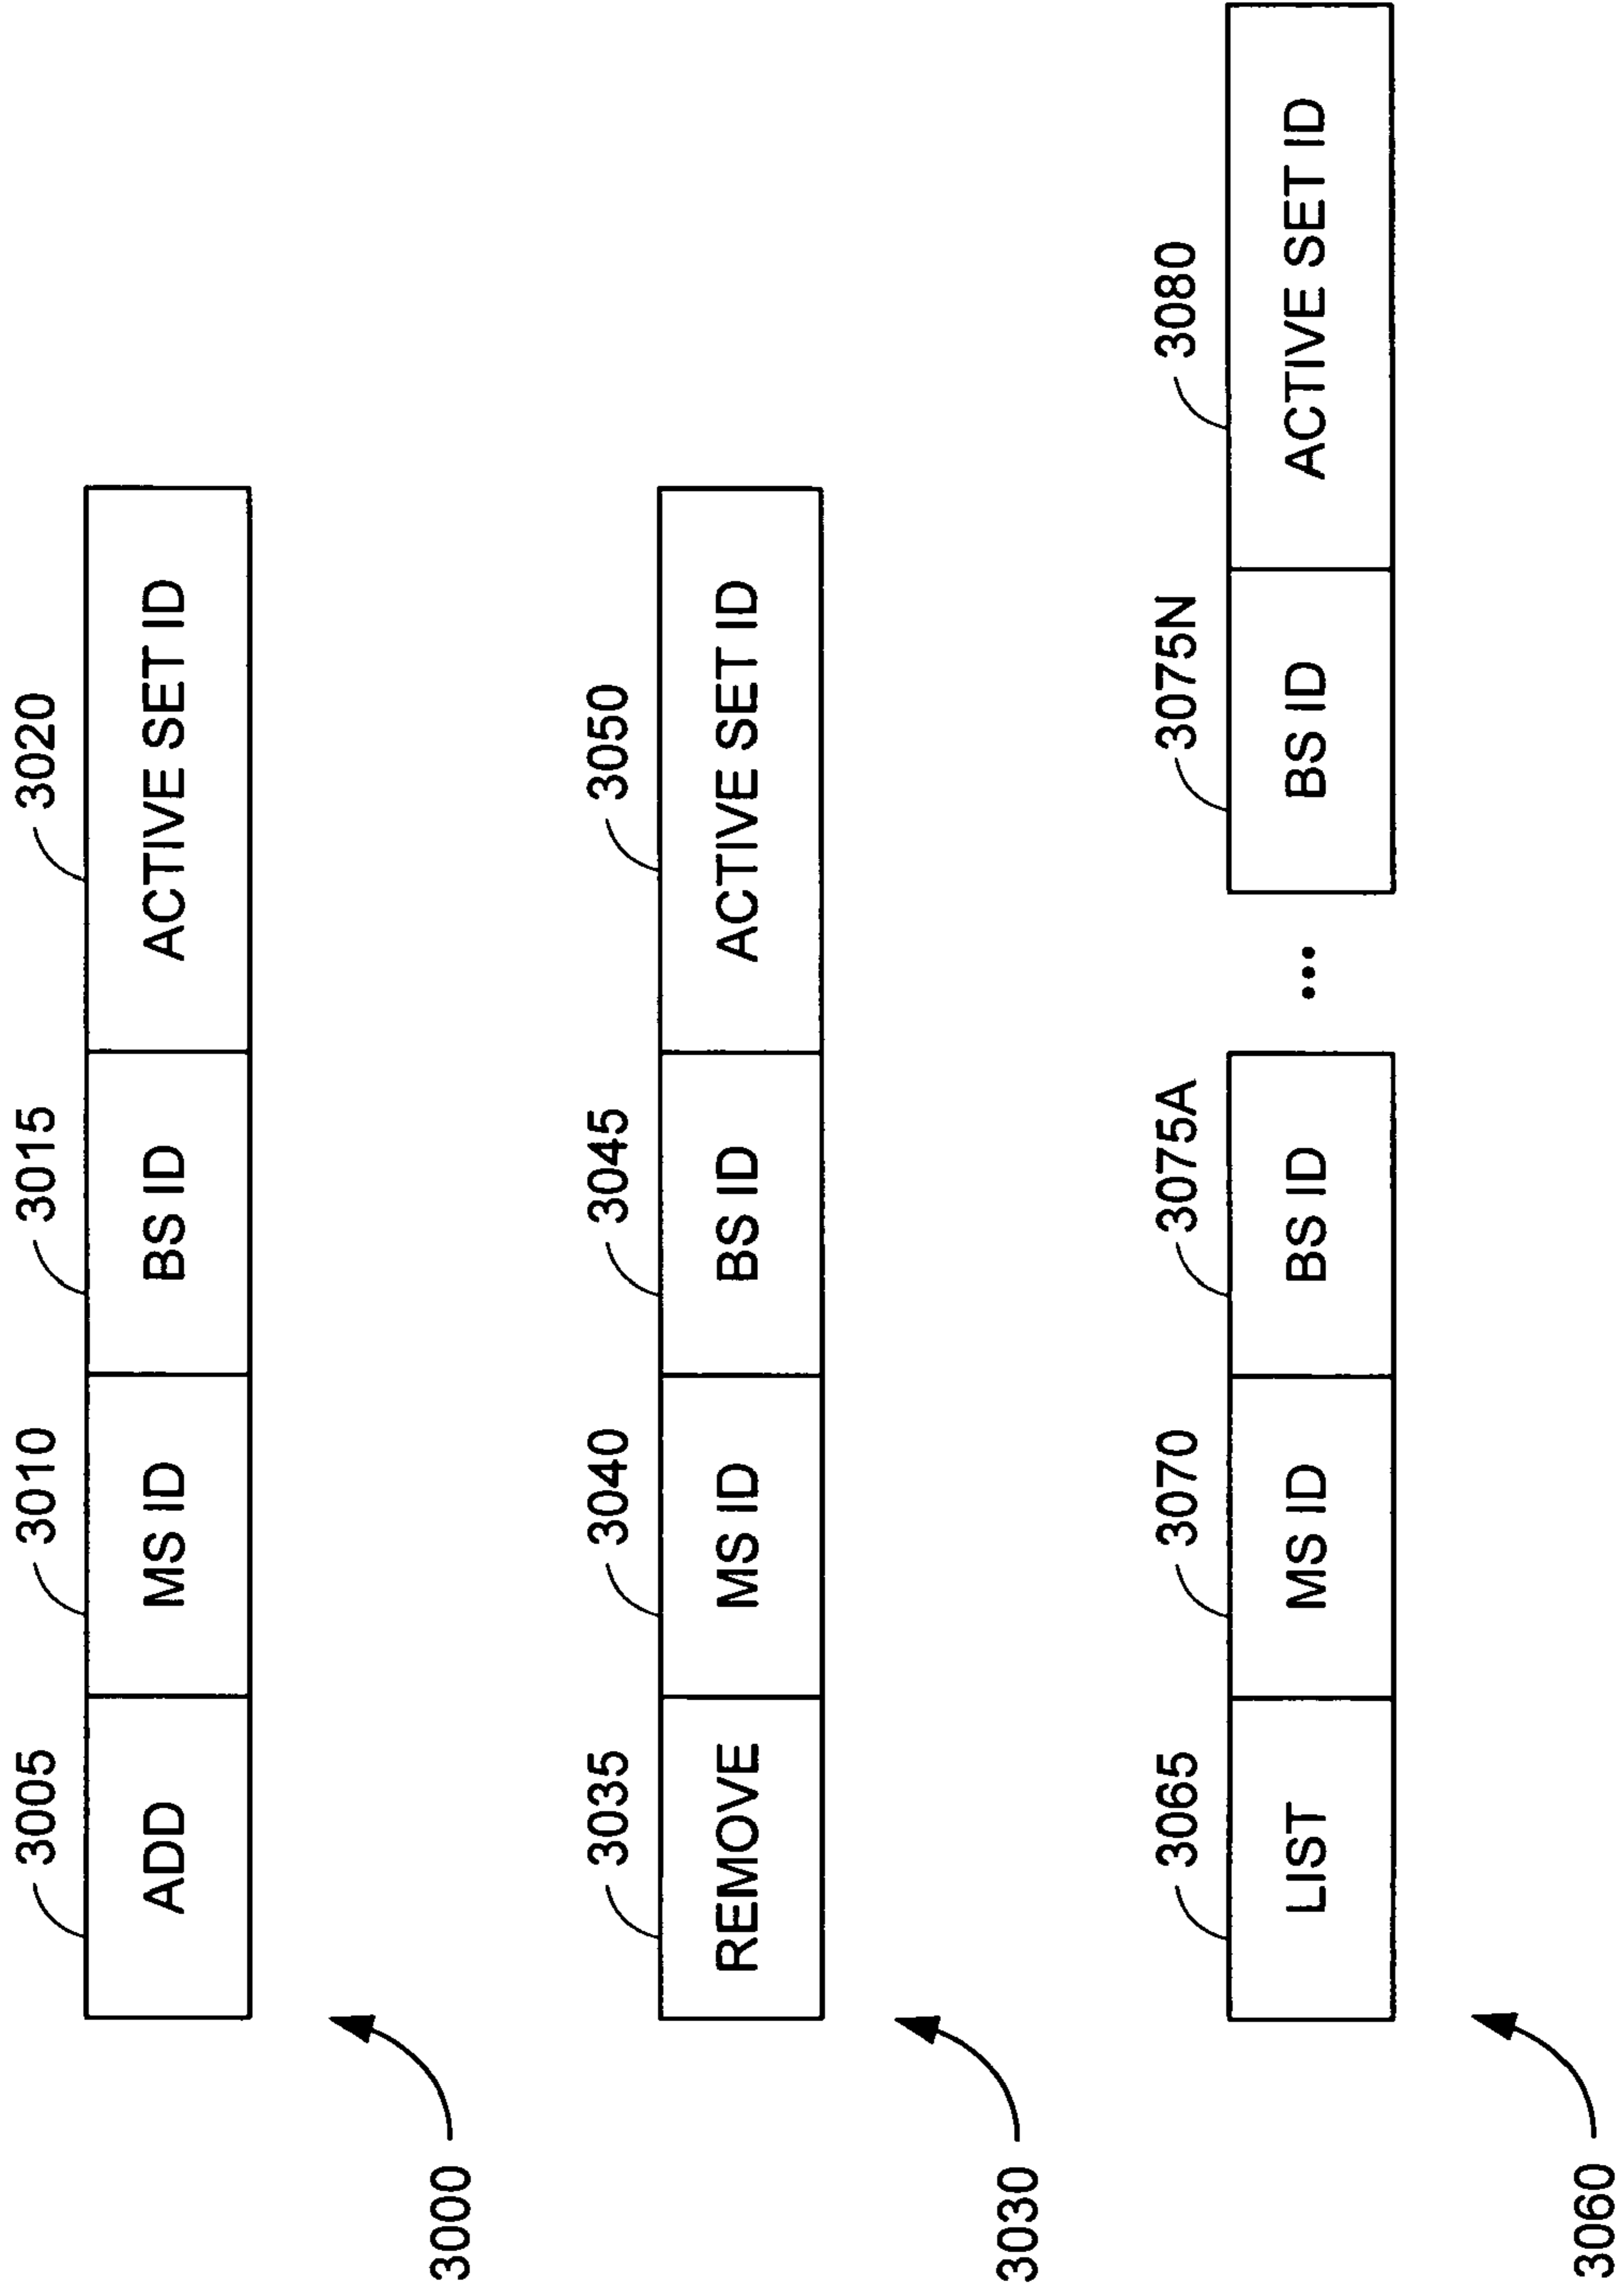 3005 3010 3015 3020
ADD MS ID BS ID ACTIVE SET ID
3000
3035 3040 3045 3050
REMOVE MS ID BS ID ACTIVE SET ID
3030
3065 3070 3075A 3075N 3080
LIST MS ID BS ID ... BS ID ACTIVE SET ID
3060